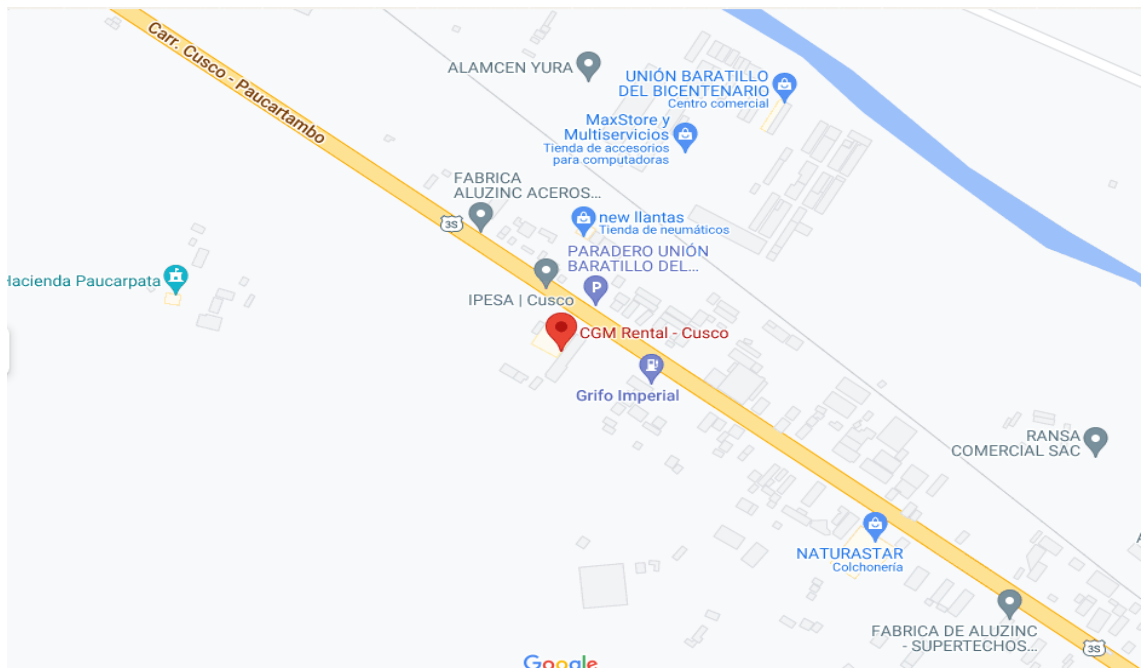 Carr. Cusco - Paucartambo
ALAMCEN YURA
UNIÓN BARATILLO
DEL BICENTENARIO
Centro comercial
MaxStore y
Multiservicios
Tienda de accesorios
para computadoras
FABRICA
ALUZINC ACEROS...
3S
new llantas
Tienda de neumáticos
PARADERO UNIÓN
BARATILLO DEL...
P
Hacienda Paucarpata
IPESA | Cusco
CGM Rental - Cusco
Grifo Imperial
RANSA
COMERCIAL SAC
NATURASTAR
Colchonería
FABRICA DE ALUZINC
- SUPERTECHOS...
3S
Google